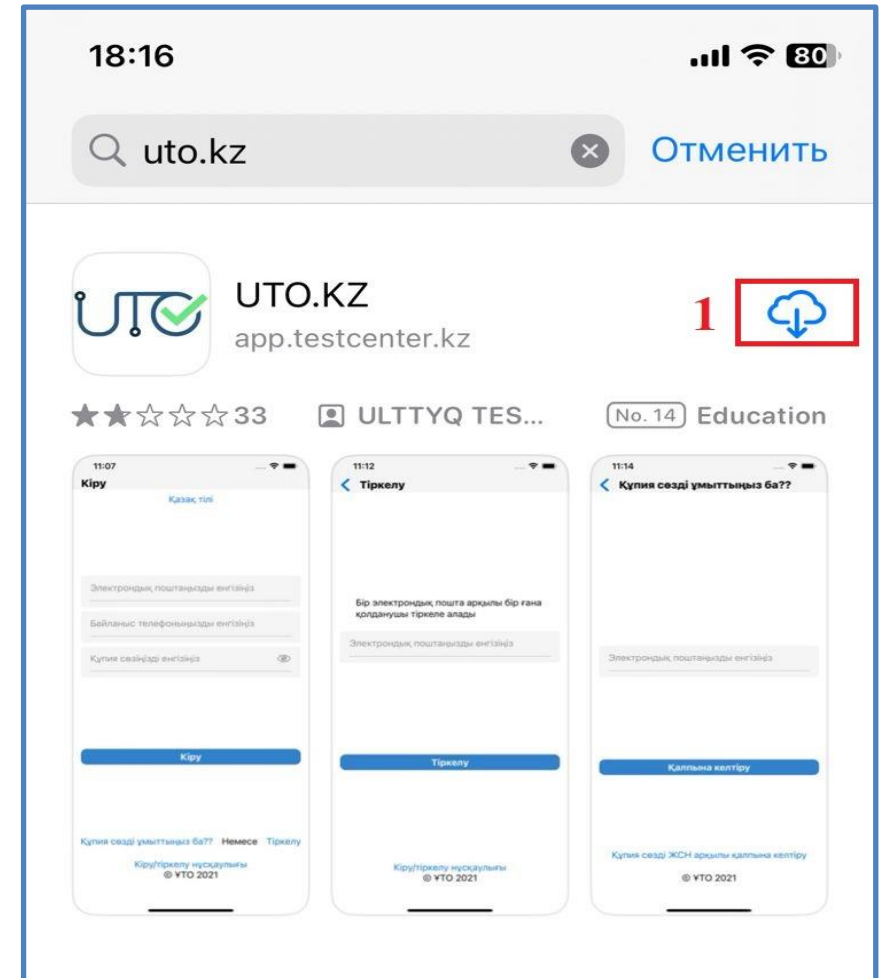 18:16
80
uto.kz
Отменить
UTO
UTO.KZ
app.testcenter.kz
1
33
ULTTYQ TES...
No. 14
Education
11:07
Кіру
Қазақ тілі
Электрондық поштаңызды енгізіңіз
Байланыс телефоныңызды енгізіңіз
Құпия сөзіңізді енгізіңіз
Кіру
Құпия сөзді ұмыттыңыз ба?? Немесе Тіркелу
Кіру/тіркелу нұсқаулығы
© ҰТО 2021
11:12
Тіркелу
Бір электрондық пошта арқылы бір ғана
қолданушы тіркеле алады
Электрондық поштаңызды енгізіңіз
Тіркелу
Кіру/тіркелу нұсқаулығы
© ҰТО 2021
11:14
Құпия сөзді ұмыттыңыз ба??
Электрондық поштаңызды енгізіңіз
Қалпына келтіру
Құпия сөзді ЖСН арқылы қалпына келтіру
© ҰТО 2021